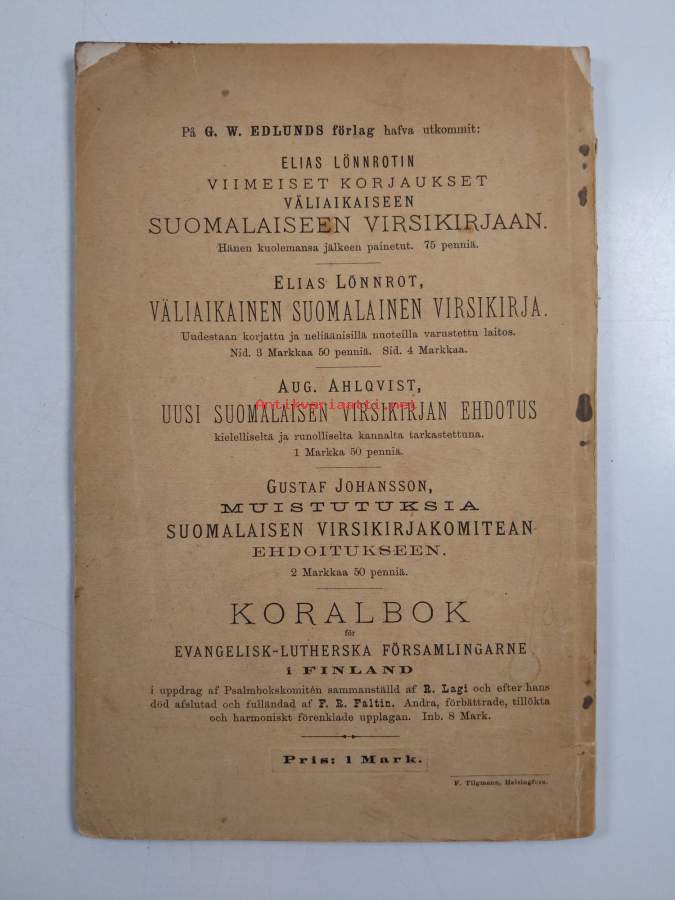 På G. W. EDLUNDS förlag hafva utkommit:
ELIAS LÖNNROTIN
VIIMEISET KORJAUKSET
VÄLIAIKAISEEN
SUOMALAISEEN VIRSIKIRJAAN.
Hänen kuolemansa jälkeen painetut. 75 penniä.
ELIAS LÖNNROT,
VÄLIAIKAINEN SUOMALAINEN VIRSIKIRJA.
Uudestaan korjattu ja neliäänisillä nuoteilla varustettu laitos.
Nid. 3 Markkaa 50 penniä. Sid. 4 Markkaa.
AUG. AHLQVIST,
Antikvariaatti.net
UUSI SUOMALAISEN VIRSIKIRJAN EHDOTUS
kielelliseltä ja runolliselta kannalta tarkastettuna.
1 Markka 50 penniä.
GUSTAF JOHANSSON,
MUISTUTUKSIA
SUOMALAISEN VIRSIKIRJAKOMITEAN
EHDOITUKSEEN.
2 Markkaa 50 penniä.
KORALBOK
för
EVANGELISK-LUTHERSKA FÖRSAMLINGARNE
i FINLAND
i uppdrag af Psalmbokskomitén sammanställd af R. Lagi och efter hans
död afslutad och fulländad af F. R. Faltin. Andra, förbättrade, tillökta
och harmoniskt förenklade upplagan. Inb. 8 Mark.
Pris: 1 Mark.
F. Tilgmann, Helsingfors.